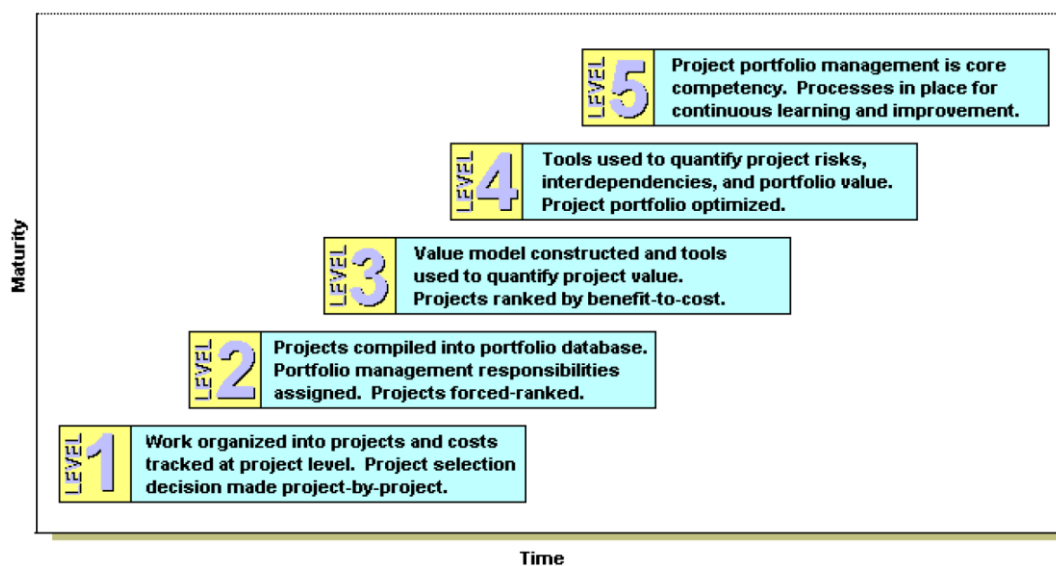 LEVEL 5
Project portfolio management is core
competency. Processes in place for
continuous learning and improvement.
LEVEL 4
Tools used to quantify project risks,
interdependencies, and portfolio value.
Project portfolio optimized.
LEVEL 3
Value model constructed and tools
used to quantify project value.
Projects ranked by benefit-to-cost.
LEVEL 2
Projects compiled into portfolio database.
Portfolio management responsibilities
assigned. Projects forced-ranked.
LEVEL 1
Work organized into projects and costs
tracked at project level. Project selection
decision made project-by-project.
Maturity
Time